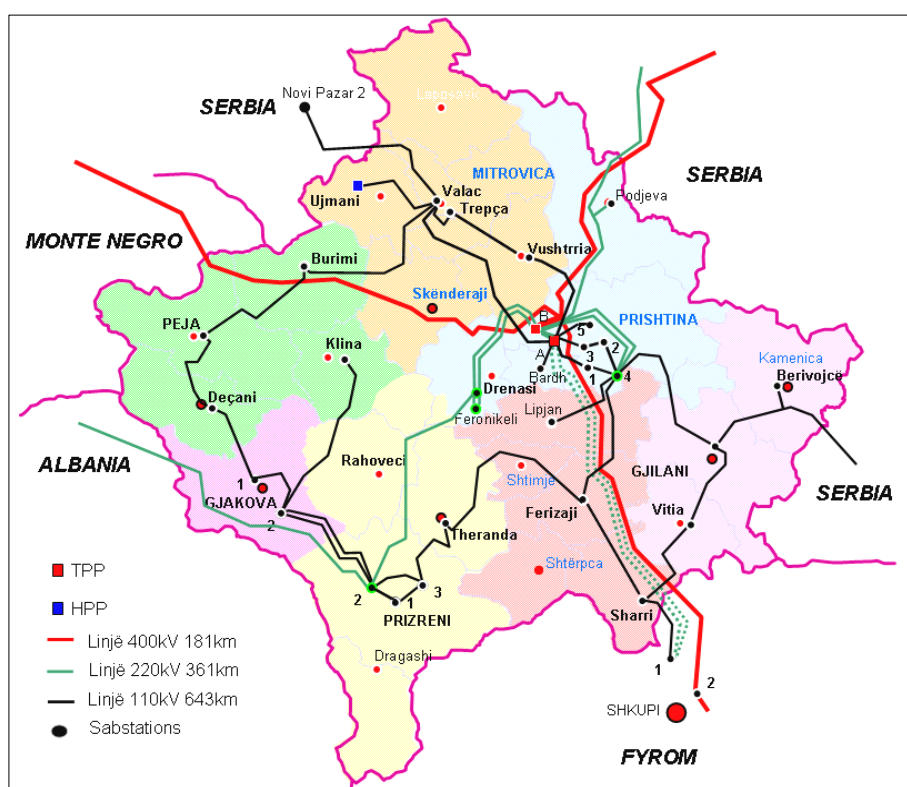 Novi Pazar 2
SERBIA
Leposaviç
MITROVICA
SERBIA
Ujmani
Valac
Trepça
Podjeva
MONTE NEGRO
Burimi
Vushtrria
Skënderaji
PEJA
Klina
B
A
5
2
3
1
4
PRISHTINA
Bardh
Kamenica
Berivojcë
Deçani
Drenasi
Feronikeli
Lipjan
ALBANIA
Rahoveci
Shtimje
GJILANI
1
GJAKOVA
2
SERBIA
Ferizaji
Vitia
Theranda
Shtërpca
2
1
3
PRIZRENI
Sharri
Dragashi
1
2
SHKUPI
FYROM
TPP
HPP
Linjë 400kV 181km
Linjë 220kV 361km
Linjë 110kV 643km
Sabstations